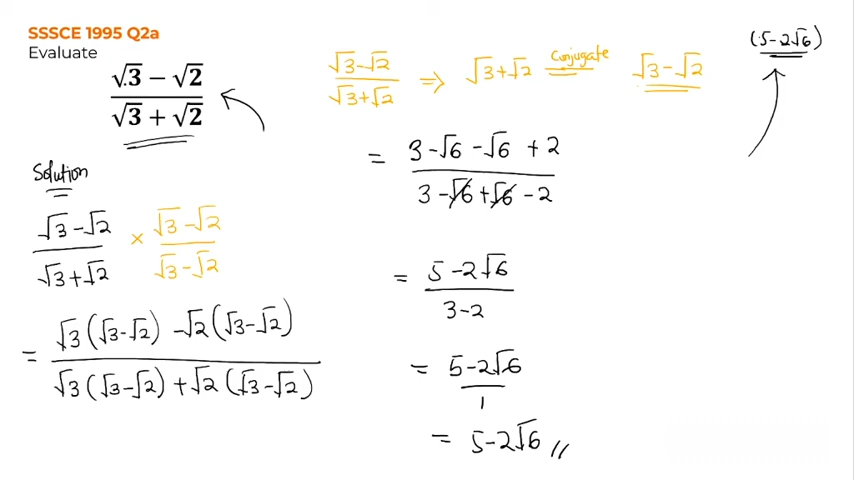 SSSCE 1995 Q2a
Evaluate
√3 − √2 / √3 + √2
√3−√2 / √3+√2 ⇒ √3+√2 Conjugate √3−√2
(5−2√6)
Solution
√3−√2 / √3+√2 × √3−√2 / √3−√2
= √3(√3−√2) −√2(√3−√2) / √3(√3−√2)+√2(√3−√2)
= 3−√6 −√6 +2 / 3−√6+√6−2
= 5−2√6 / 3−2
= 5−2√6 / 1
= 5−2√6 //